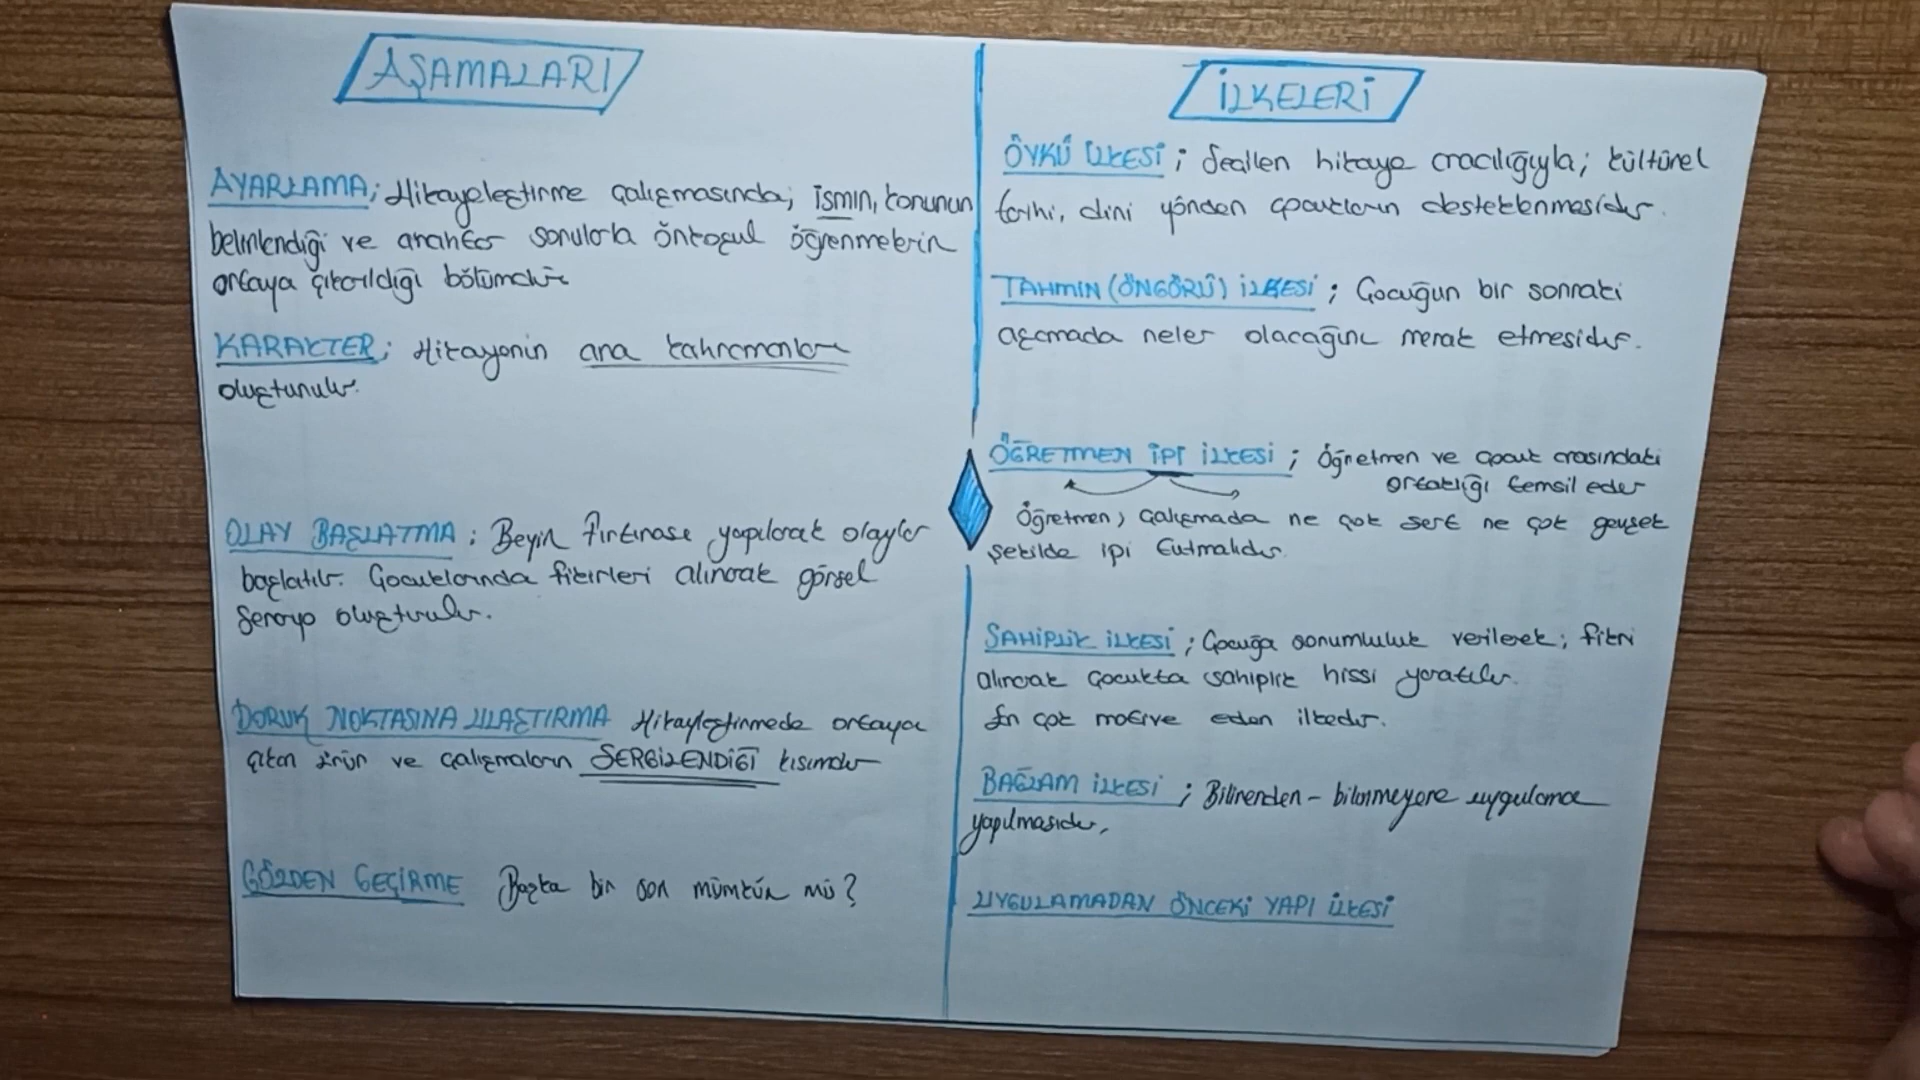 AŞAMALARI
AYARLAMA; Hikayeleştirme çalışmasında; ismin, konunun
belirlendiği ve anahtar sorularla önkoşul öğrenmelerin
ortaya çıkarıldığı bölümdür
KARAKTER; Hikayenin ana kahramanları
oluşturulur.
OLAY BAŞLATMA: Beyin fırtınası yapılarak olaylar
başlatılır. Çocuklarında fikirleri alınarak görsel
Senaryo oluşturulur.
DORUK NOKTASINA ULAŞTIRMA Hikayleştirmede ortaya
çıkan ürün ve çalışmaların SERGİLENDİĞİ kısımdır
GÖZDEN GEÇİRME Başka bir son mümkün mü?
İLKELERİ
ÖYKÜ İLKESİ; Seçilen hikaye aracılığıyla; kültürel
tarihi, dini yönden çocukların desteklenmesidir.
TAHMİN (ÖNGÖRÜ) İLKESİ; Çocuğun bir sonraki
aşamada neler olacağını merak etmesidir.
ÖĞRETMEN İPİ İLKESİ; Öğretmen ve çocuk arasındaki
ortaklığı temsil eder
Öğretmen, çalışmada ne çok sert ne çok gevşek
şekilde ipi tutmalıdır.
SAHİPLİK İLKESİ; Çocuğa sorumluluk verilerek; fikri
alınarak çocukta sahiplik hissi yaratılır.
En çok motive eden ilkedir.
BAĞLAM İLKESİ; Bilinenden - bilinmeyene uygulama
yapılmasıdır.
UYGULAMADAN ÖNCEKİ YAPI İLKESİ